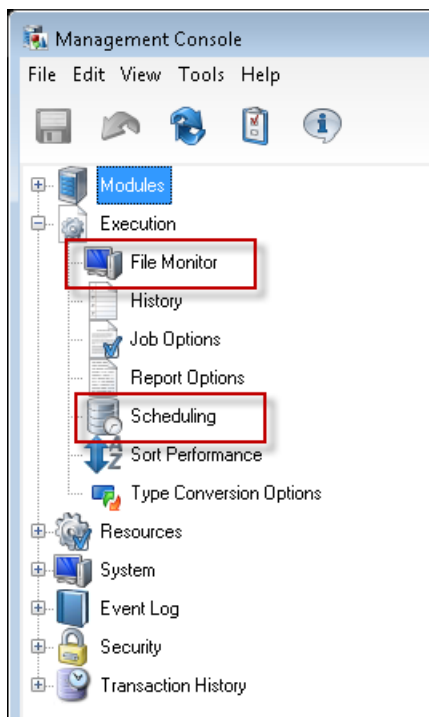 Management Console
File Edit View Tools Help
Modules
Execution
File Monitor
History
Job Options
Report Options
Scheduling
Sort Performance
Type Conversion Options
Resources
System
Event Log
Security
Transaction History